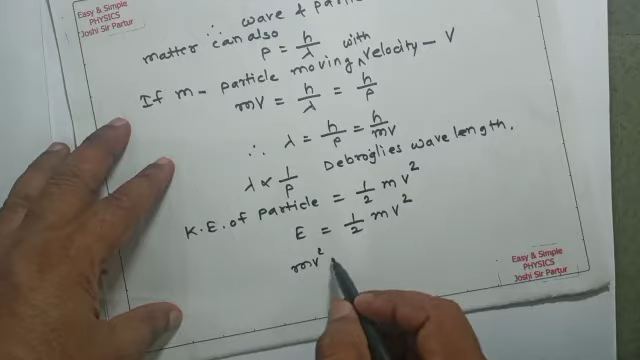 Easy & Simple
PHYSICS
Joshi Sir Partur
wave &
matter can also
p = h/λ
If m - particle moving ^ with velocity - V
mV = h/λ = h/P
∴ λ = h/P = h/mV
λ ∝ 1/P Debroglies wave length.
K.E. of particle = 1/2 mV²
E = 1/2 mV²
mV²
Easy & Simple
PHYSICS
Joshi Sir Partur